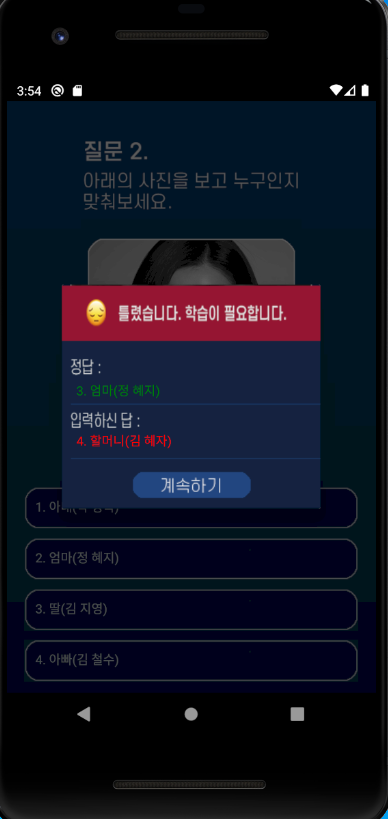 3:54
질문 2.
아래의 사진을 보고 누구인지
맞춰보세요.
틀렸습니다. 학습이 필요합니다.
정답 :
3. 엄마(정 혜지)
입력하신 답 :
4. 할머니(김 혜자)
계속하기
1.
2. 엄마(정 혜지)
3. 딸(김 지영)
4. 아빠(김 철수)